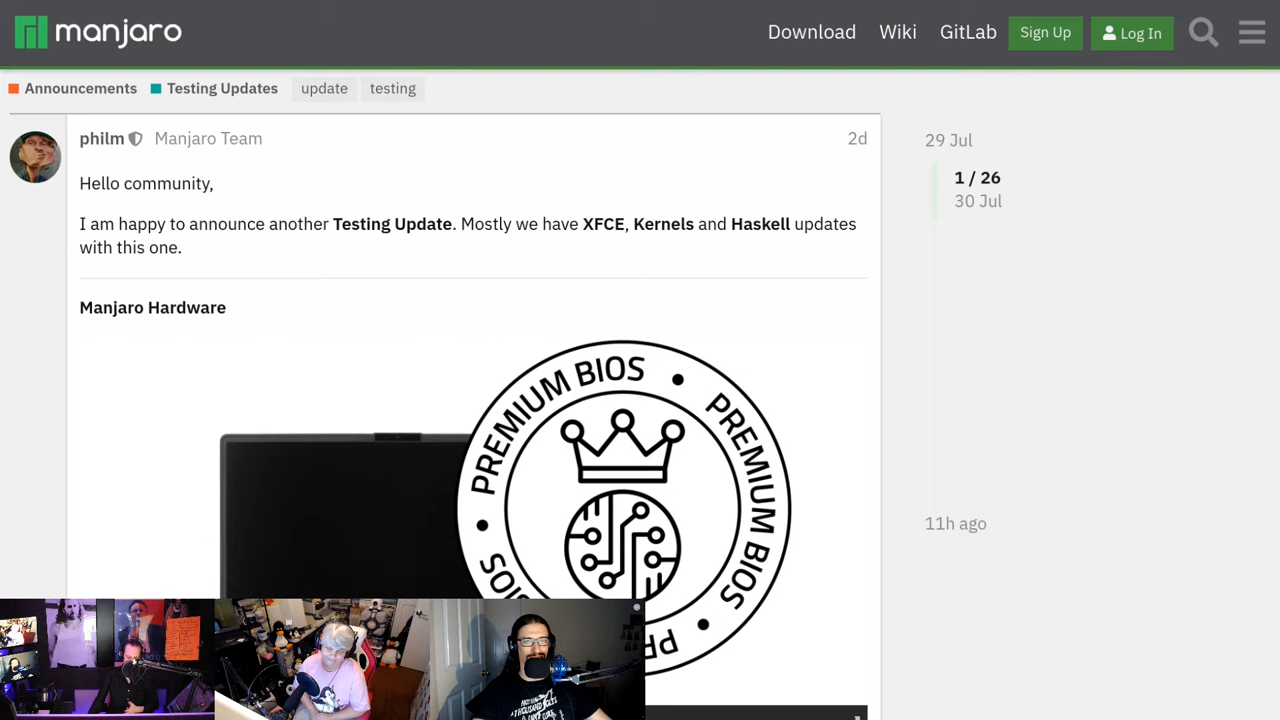 manjaro
Download Wiki GitLab Sign Up Log In
Announcements Testing Updates update testing
philm Manjaro Team 2d
Hello community,
I am happy to announce another Testing Update. Mostly we have XFCE, Kernels and Haskell updates
with this one.
Manjaro Hardware
PREMIUM BIOS • PREMIUM BIOS •
29 Jul
1 / 26
30 Jul
11h ago